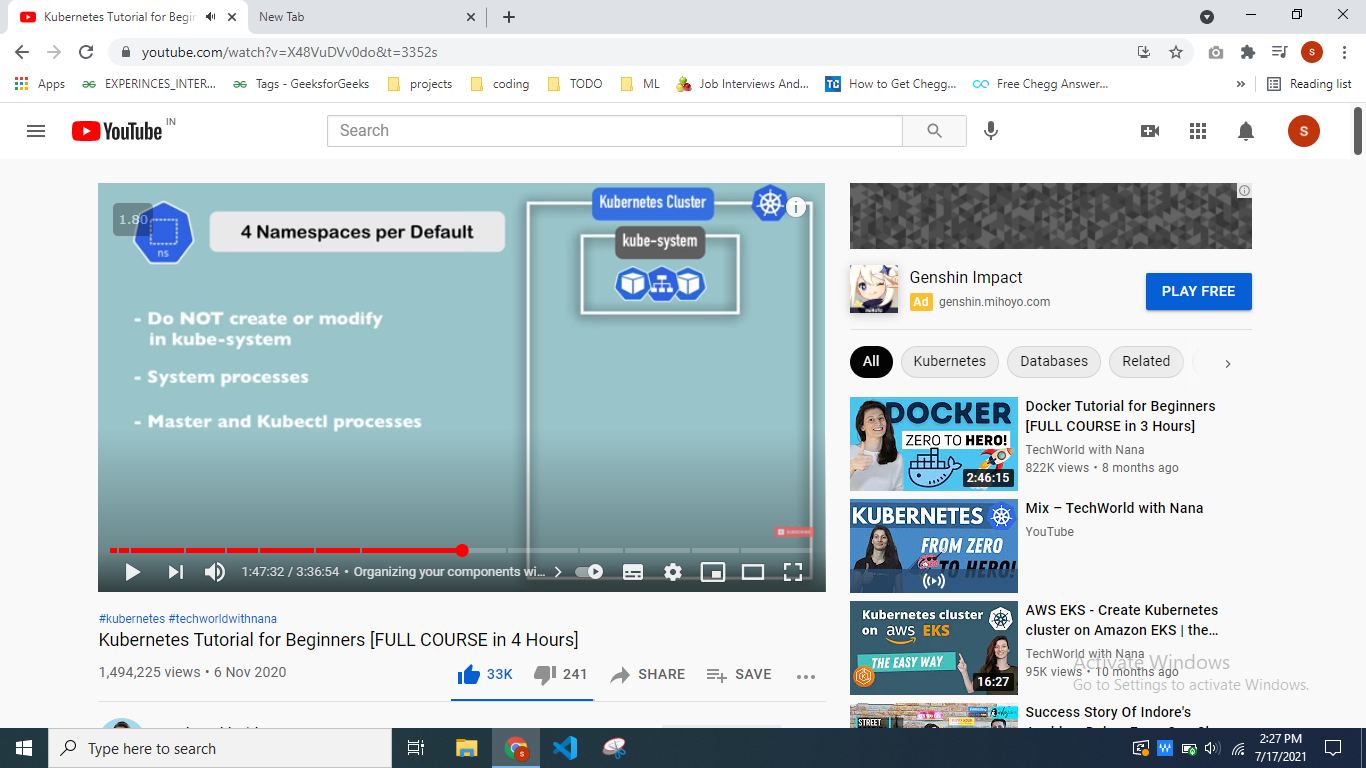 Kubernetes Tutorial for Begin
New Tab
youtube.com/watch?v=X48VuDVv0do&t=3352s
S
Apps
EXPERINCES_INTER...
Tags - GeeksforGeeks
projects
coding
TODO
ML
Job Interviews And...
TC
How to Get Chegg...
Free Chegg Answer...
»
Reading list
YouTube
IN
Search
S
1.80
ns
4 Namespaces per Default
Kubernetes Cluster
kube-system
- Do NOT create or modify
in kube-system
- System processes
- Master and Kubectl processes
SUBSCRIBE
1:47:32 / 3:36:54 • Organizing your components wi...
#kubernetes #techworldwithnana
Kubernetes Tutorial for Beginners [FULL COURSE in 4 Hours]
1,494,225 views • 6 Nov 2020
33K
241
SHARE
SAVE
Genshin Impact
Ad genshin.mihoyo.com
PLAY FREE
All
Kubernetes
Databases
Related
DOCKER
ZERO TO HERO!
2:46:15
Docker Tutorial for Beginners
[FULL COURSE in 3 Hours]
TechWorld with Nana
822K views • 8 months ago
KUBERNETES
FROM ZERO
TO HERO!
Mix – TechWorld with Nana
YouTube
Kubernetes cluster
on aws EKS
THE EASY WAY
16:27
AWS EKS - Create Kubernetes
cluster on Amazon EKS | the...
TechWorld with Nana
95K views • 10 months ago
Activate Windows
Go to Settings to activate Windows.
STREET
Success Story Of Indore's
Type here to search
S
W
2:27 PM
7/17/2021